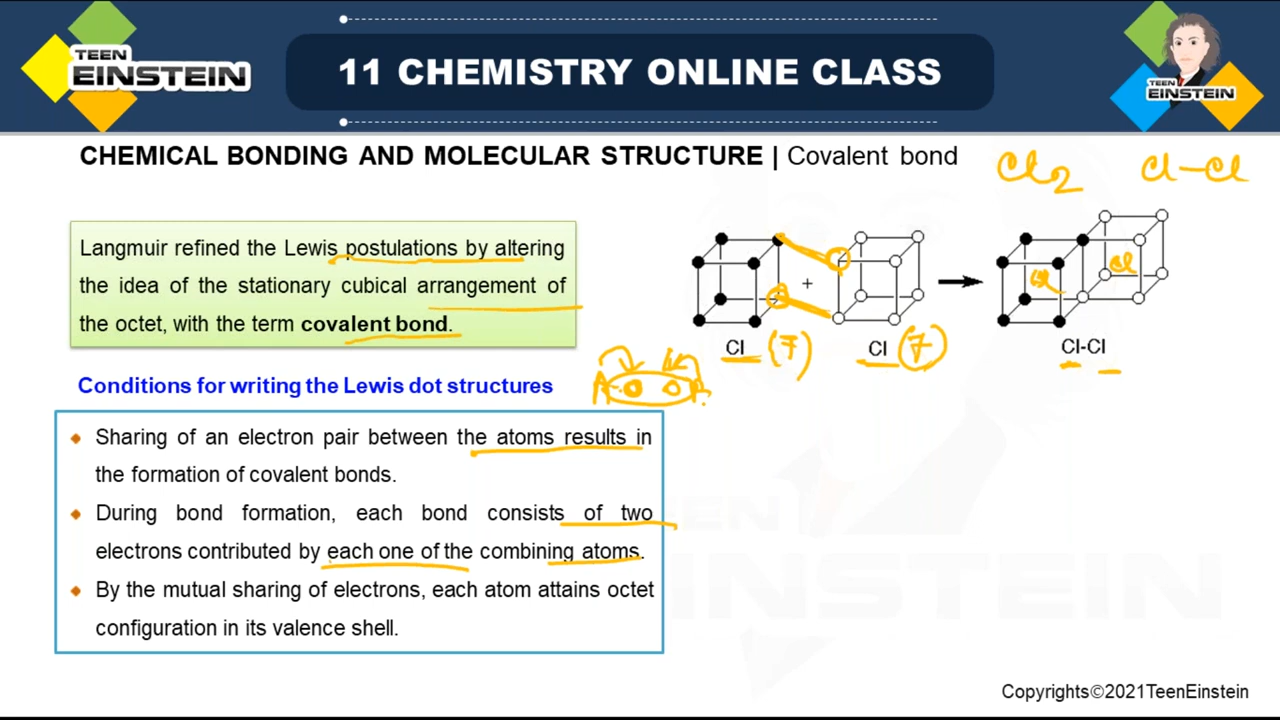 TEEN
EINSTEIN
11 CHEMISTRY ONLINE CLASS
TEEN
EINSTEIN
CHEMICAL BONDING AND MOLECULAR STRUCTURE | Covalent bond
Cl2 Cl-Cl
Langmuir refined the Lewis postulations by altering
the idea of the stationary cubical arrangement of
the octet, with the term covalent bond.
+
Cl Cl
Cl (7) Cl (7) Cl-Cl
Conditions for writing the Lewis dot structures
A B
Sharing of an electron pair between the atoms results in
the formation of covalent bonds.
During bond formation, each bond consists of two
electrons contributed by each one of the combining atoms.
By the mutual sharing of electrons, each atom attains octet
configuration in its valence shell.
TEEN
EINSTEIN
Copyrights©2021TeenEinstein